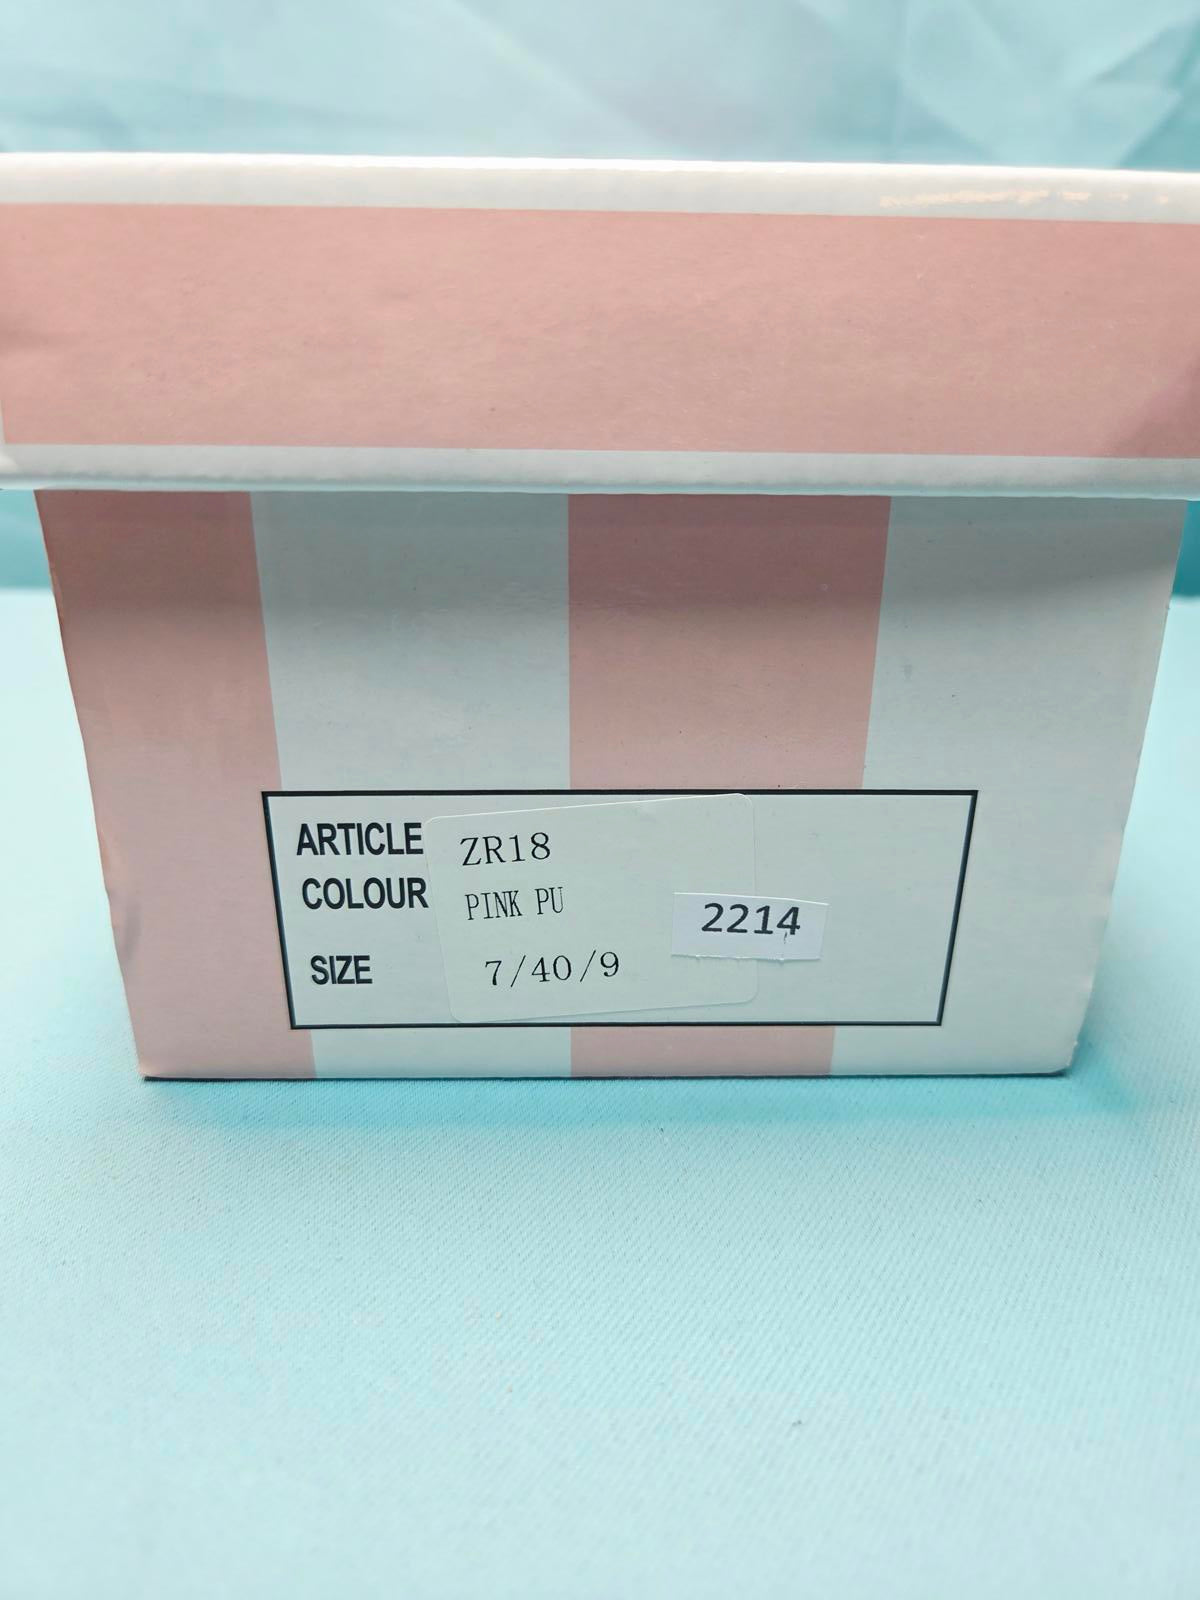 ARTICLE ZR18
COLOUR PINK PU
2214
SIZE 7/40/9